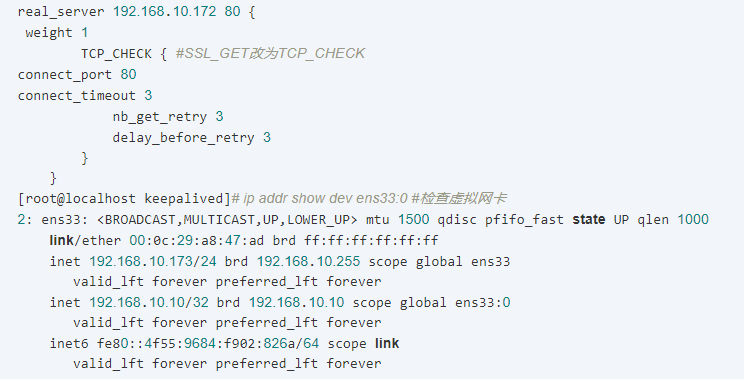 real_server 192.168.10.172 80 {
weight 1
TCP_CHECK { #SSL_GET改为TCP_CHECK
connect_port 80
connect_timeout 3
nb_get_retry 3
delay_before_retry 3
}
}
[root@localhost keepalived]# ip addr show dev ens33:0 #检查虚拟网卡
2: ens33: <BROADCAST,MULTICAST,UP,LOWER_UP> mtu 1500 qdisc pfifo_fast state UP qlen 1000
link/ether 00:0c:29:a8:47:ad brd ff:ff:ff:ff:ff:ff
inet 192.168.10.173/24 brd 192.168.10.255 scope global ens33
valid_lft forever preferred_lft forever
inet 192.168.10.10/32 brd 192.168.10.10 scope global ens33:0
valid_lft forever preferred_lft forever
inet6 fe80::4f55:9684:f902:826a/64 scope link
valid_lft forever preferred_lft forever